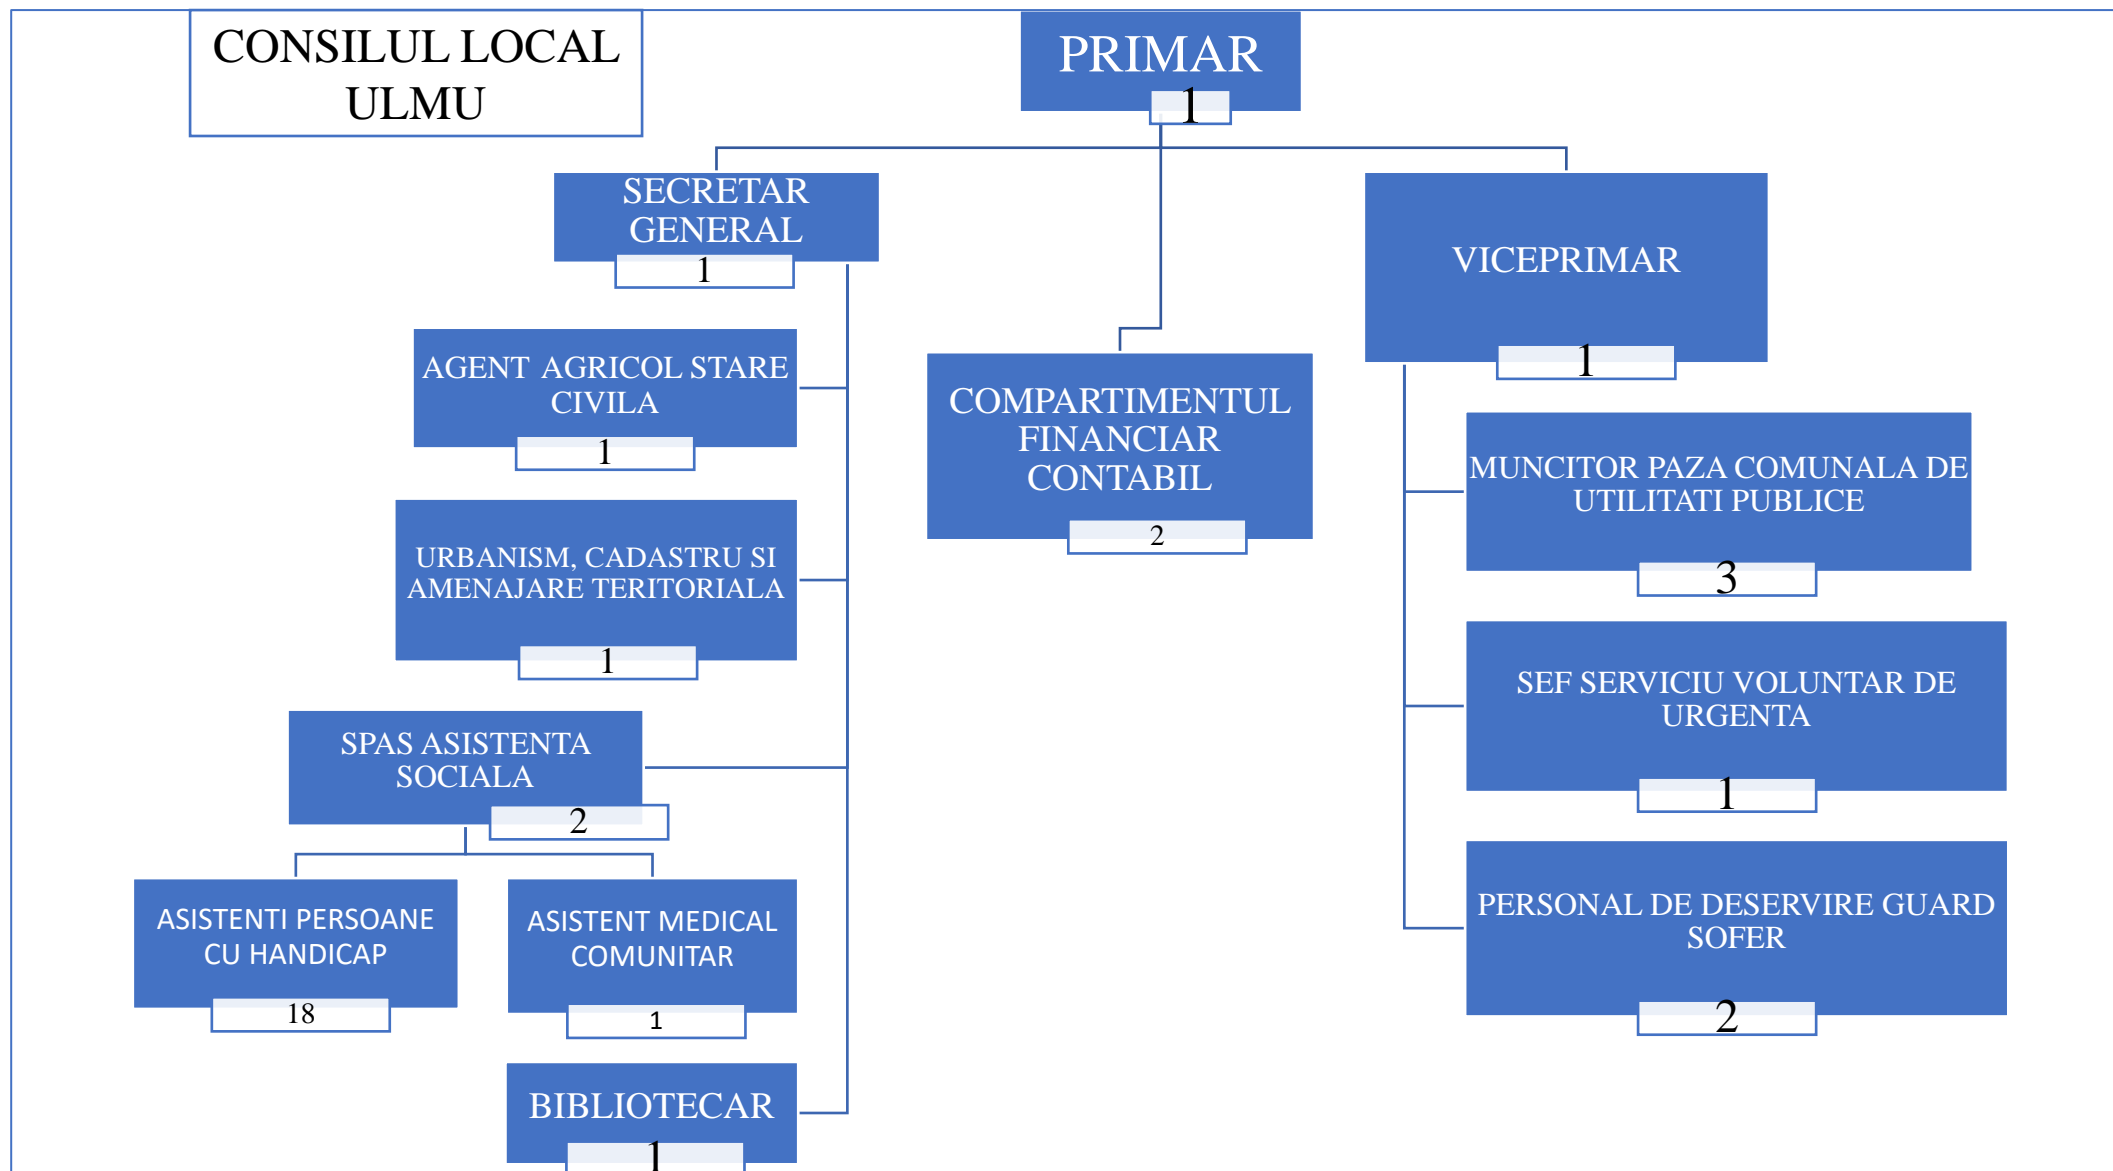 CONSILUL LOCAL
ULMU
PRIMAR
1
SECRETAR
GENERAL
1
AGENT AGRICOL STARE
CIVILA
1
URBANISM, CADASTRU SI
AMENAJARE TERITORIALA
1
SPAS ASISTENTA
SOCIALA
2
ASISTENTI PERSOANE
CU HANDICAP
18
ASISTENT MEDICAL
COMUNITAR
1
BIBLIOTECAR
1
COMPARTIMENTUL
FINANCIAR
CONTABIL
2
VICEPRIMAR
1
MUNCITOR PAZA COMUNALA DE
UTILITATI PUBLICE
3
SEF SERVICIU VOLUNTAR DE
URGENTA
1
PERSONAL DE DESERVIRE GUARD
SOFER
2